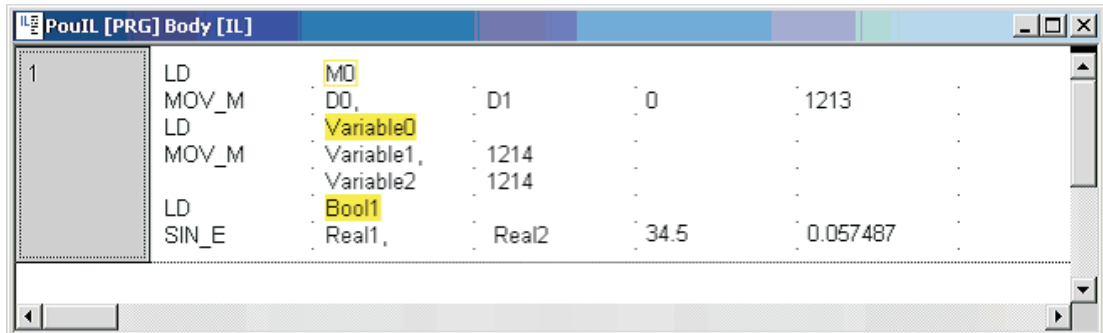 PouIL [PRG] Body [IL]
1 LD M0
MOV_M D0, D1 0 1213
LD Variable0
MOV_M Variable1, 1214
Variable2 1214
LD Bool1
SIN_E Real1, Real2 34.5 0.057487